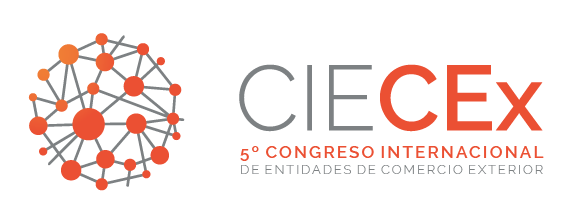 CIECEx
5º CONGRESO INTERNACIONAL
DE ENTIDADES DE COMERCIO EXTERIOR